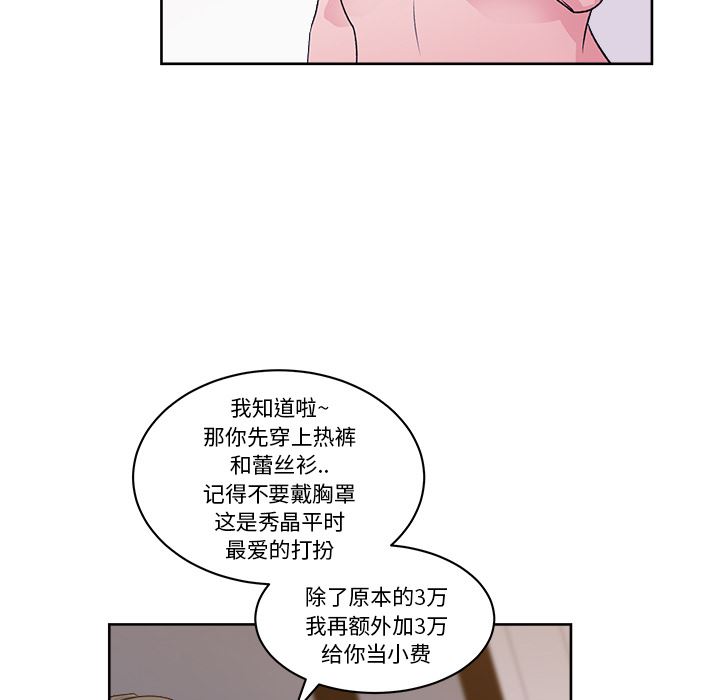 我知道啦~
那你先穿上热裤
和蕾丝衫..
记得不要戴胸罩
这是秀晶平时
最爱的打扮
除了原本的3万
我再额外加3万
给你当小费